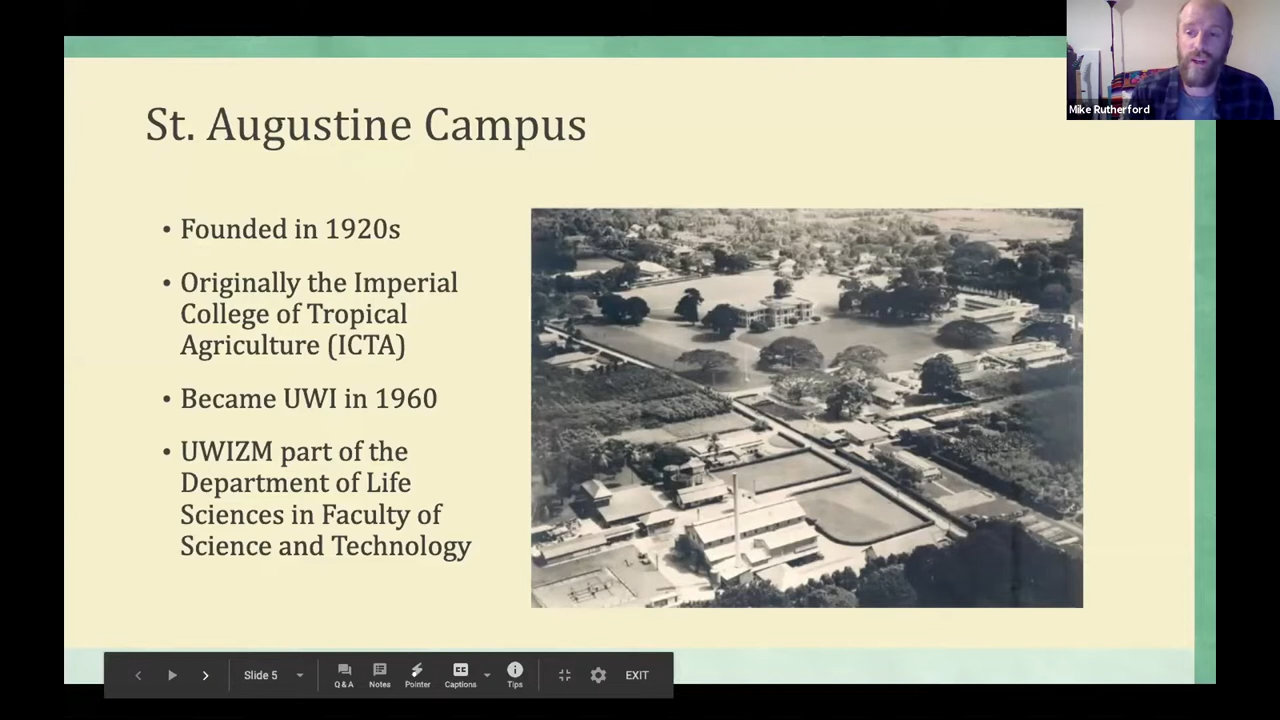 Mike Rutherford
St. Augustine Campus
• Founded in 1920s
• Originally the Imperial
College of Tropical
Agriculture (ICTA)
• Became UWI in 1960
• UWIZM part of the
Department of Life
Sciences in Faculty of
Science and Technology
Slide 5
Q&A
Notes
Pointer
CC
Captions
Tips
EXIT